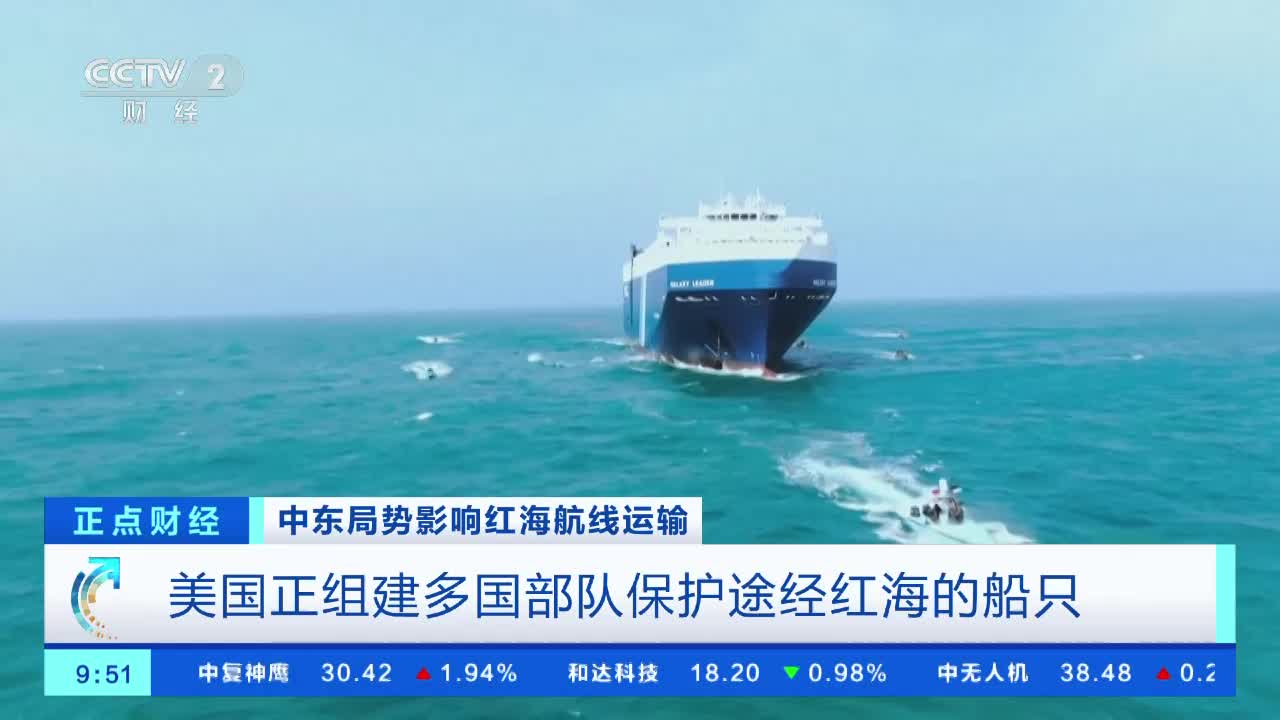 CCTV 2
财经
GALAXY LEADER
正点财经
中东局势影响红海航线运输
美国正组建多国部队保护途经红海的船只
9:51 中复神鹰 30.42 ▲ 1.94% 和达科技 18.20 ▼ 0.98% 中无人机 38.48 ▲ 0.2